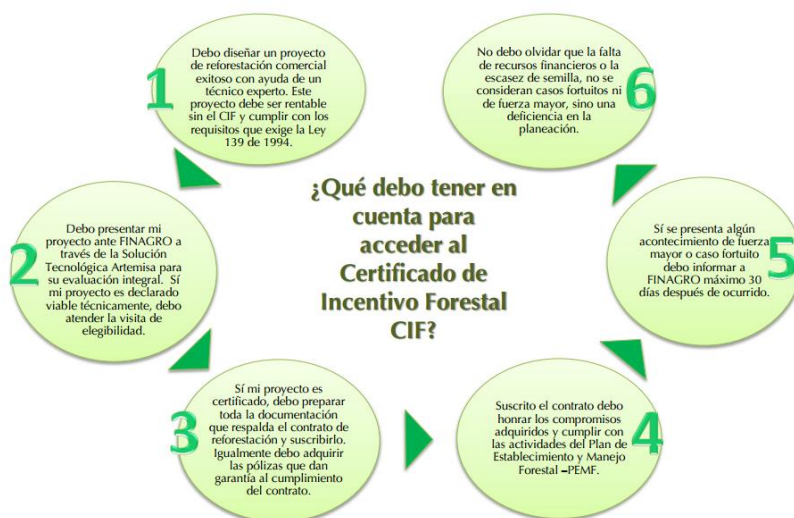 ¿Qué debo tener en
cuenta para
acceder al
Certificado de
Incentivo Forestal
CIF?
1
Debo diseñar un proyecto
de reforestación comercial
exitoso con ayuda de un
técnico experto. Este
proyecto debe ser rentable
sin el CIF y cumplir con los
requisitos que exige la Ley
139 de 1994.
2
Debo presentar mi
proyecto ante FINAGRO a
través de la Solución
Tecnológica Artemisa para
su evaluación integral. Sí
mi proyecto es declarado
viable técnicamente, debo
atender la visita de
elegibilidad.
3
Sí mi proyecto es
certificado, debo preparar
toda la documentación
que respalda el contrato de
reforestación y suscribirlo.
Igualmente debo adquirir
las pólizas que dan
garantía al cumplimiento
del contrato.
4
Suscrito el contrato debo
honrar los compromisos
adquiridos y cumplir con
las actividades del Plan de
Establecimiento y Manejo
Forestal –PEMF.
5
Sí se presenta algún
acontecimiento de fuerza
mayor o caso fortuito
debo informar a
FINAGRO máximo 30
días después de ocurrido.
6
No debo olvidar que la falta
de recursos financieros o la
escasez de semilla, no se
consideran casos fortuitos ni
de fuerza mayor, sino una
deficiencia en la
planeación.